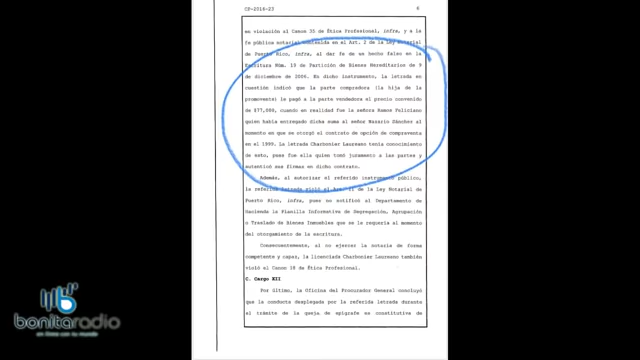 CP-2016-23 6
en violación al Canon 35 de Ética Profesional, infra, y a la
fe pública notarial contenida en el Art. 2 de la Ley Notarial
de Puerto Rico, infra, al dar fe de un hecho falso en la
Escritura Núm. 19 de Partición de Bienes Hereditarios de 9
de diciembre de 2006. En dicho instrumento, la letrada en
cuestión indicó que la parte compradora (la hija de la
promovente) le pagó a la parte vendedora el precio convenido
de $77,080, cuando en realidad fue la señora Ramos Feliciano
quien había entregado dicha suma al señor Nazario Sánchez al
momento en que se otorgó el contrato de opción de compraventa
en el 1999. La letrada Charbonier Laureano tenía conocimiento
de esto, pues fue ella quien tomó juramento a las partes y
autenticó sus firmas en dicho contrato.
Además, al autorizar el referido instrumento público,
la referida letrada violó el Art. 11 de la Ley Notarial de
Puerto Rico, infra, pues no notificó al Departamento de
Hacienda la Planilla Informativa de Segregación, Agrupación
o Traslado de Bienes Inmuebles que se le requería al momento
del otorgamiento de la escritura.
Consecuentemente, al no ejercer la notaría de forma
competente y capaz, la licenciada Charbonier Laureano también
violó el Canon 18 de Ética Profesional.
C. Cargo XII
Por último, la Oficina del Procurador General concluyó
que la conducta desplegada por la referida letrada durante
el trámite de la queja de epígrafe es constitutiva de
bonitaradio
en línea con tu mundo